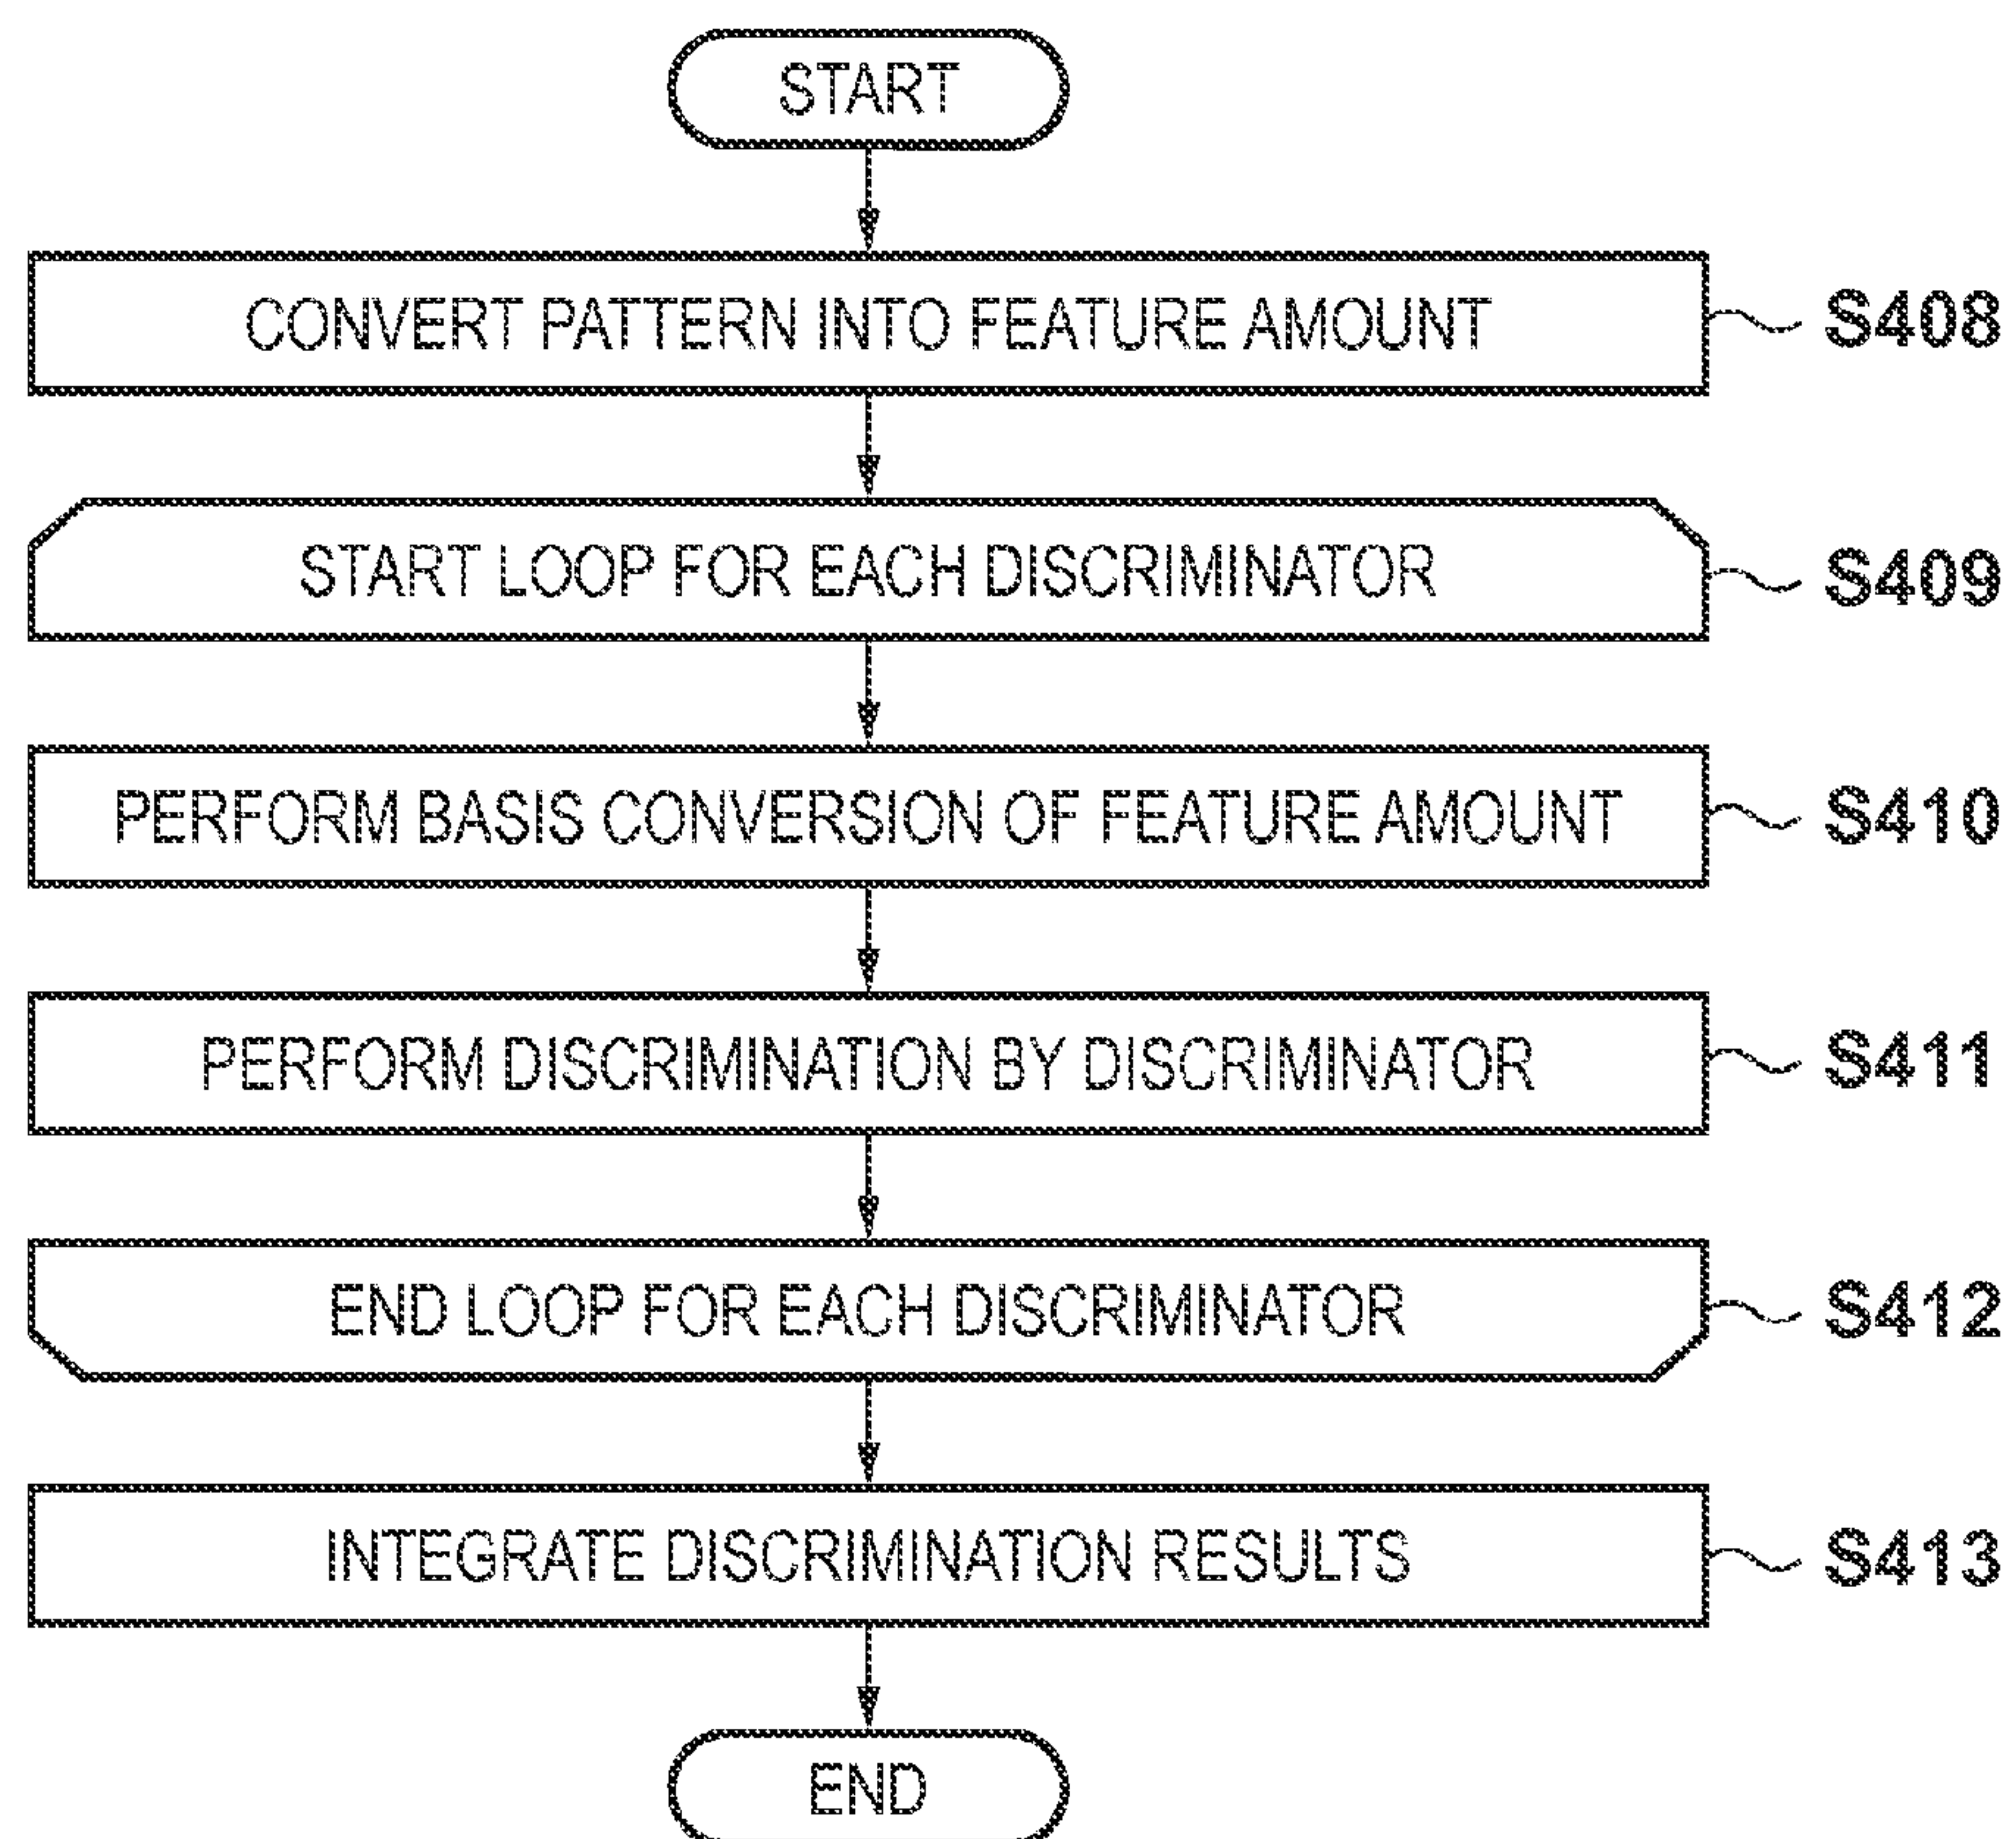 START
CONVERT PATTERN INTO FEATURE AMOUNT S408
START LOOP FOR EACH DISCRIMINATOR S409
PERFORM BASIS CONVERSION OF FEATURE AMOUNT S410
PERFORM DISCRIMINATION BY DISCRIMINATOR S411
END LOOP FOR EACH DISCRIMINATOR S412
INTEGRATE DISCRIMINATION RESULTS S413
END